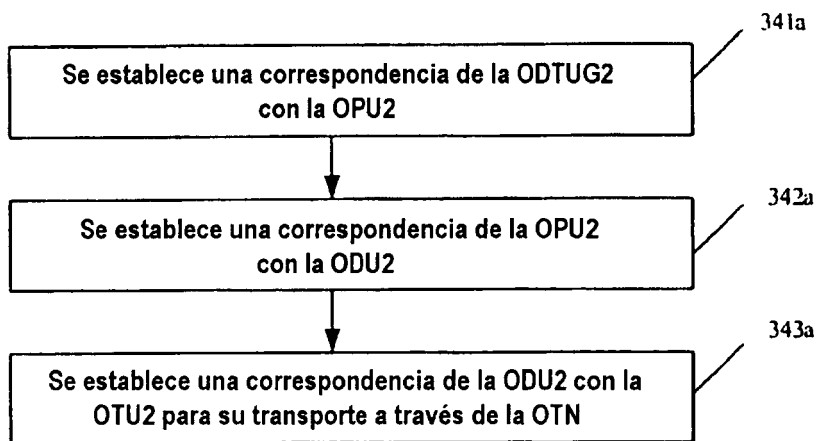 341a
Se establece una correspondencia de la ODTUG2
con la OPU2
342a
Se establece una correspondencia de la OPU2
con la ODU2
343a
Se establece una correspondencia de la ODU2 con la
OTU2 para su transporte a través de la OTN